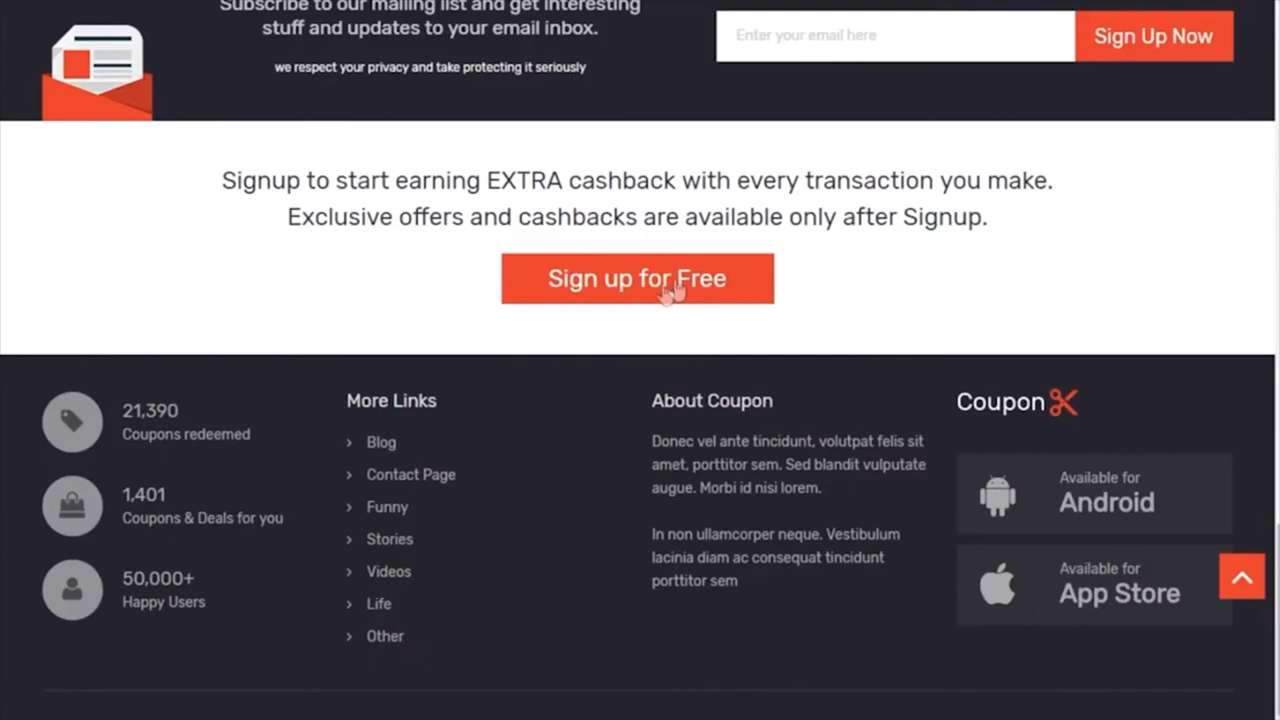 Subscribe to our mailing list and get interesting
stuff and updates to your email inbox.
we respect your privacy and take protecting it seriously
Enter your email here
Sign Up Now
Signup to start earning EXTRA cashback with every transaction you make.
Exclusive offers and cashbacks are available only after Signup.
Sign up for Free
21,390
Coupons redeemed
1,401
Coupons & Deals for you
50,000+
Happy Users
More Links
Blog
Contact Page
Funny
Stories
Videos
Life
Other
About Coupon
Donec vel ante tincidunt, volutpat felis sit
amet, porttitor sem. Sed blandit vulputate
augue. Morbi id nisi lorem.
In non ullamcorper neque. Vestibulum
lacinia diam ac consequat tincidunt
porttitor sem
Coupon
Available for
Android
Available for
App Store